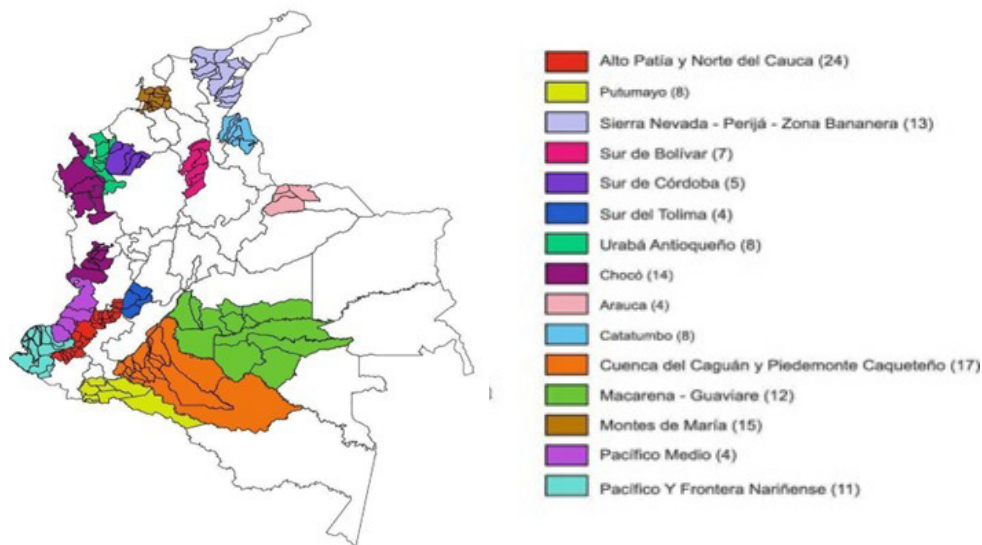 Alto Patía y Norte del Cauca (24)
Putumayo (8)
Sierra Nevada - Perijá - Zona Bananera (13)
Sur de Bolívar (7)
Sur de Córdoba (5)
Sur del Tolima (4)
Urabá Antioqueño (8)
Chocó (14)
Arauca (4)
Catatumbo (8)
Cuenca del Caguán y Piedemonte Caqueteño (17)
Macarena - Guaviare (12)
Montes de María (15)
Pacífico Medio (4)
Pacífico Y Frontera Nariñense (11)